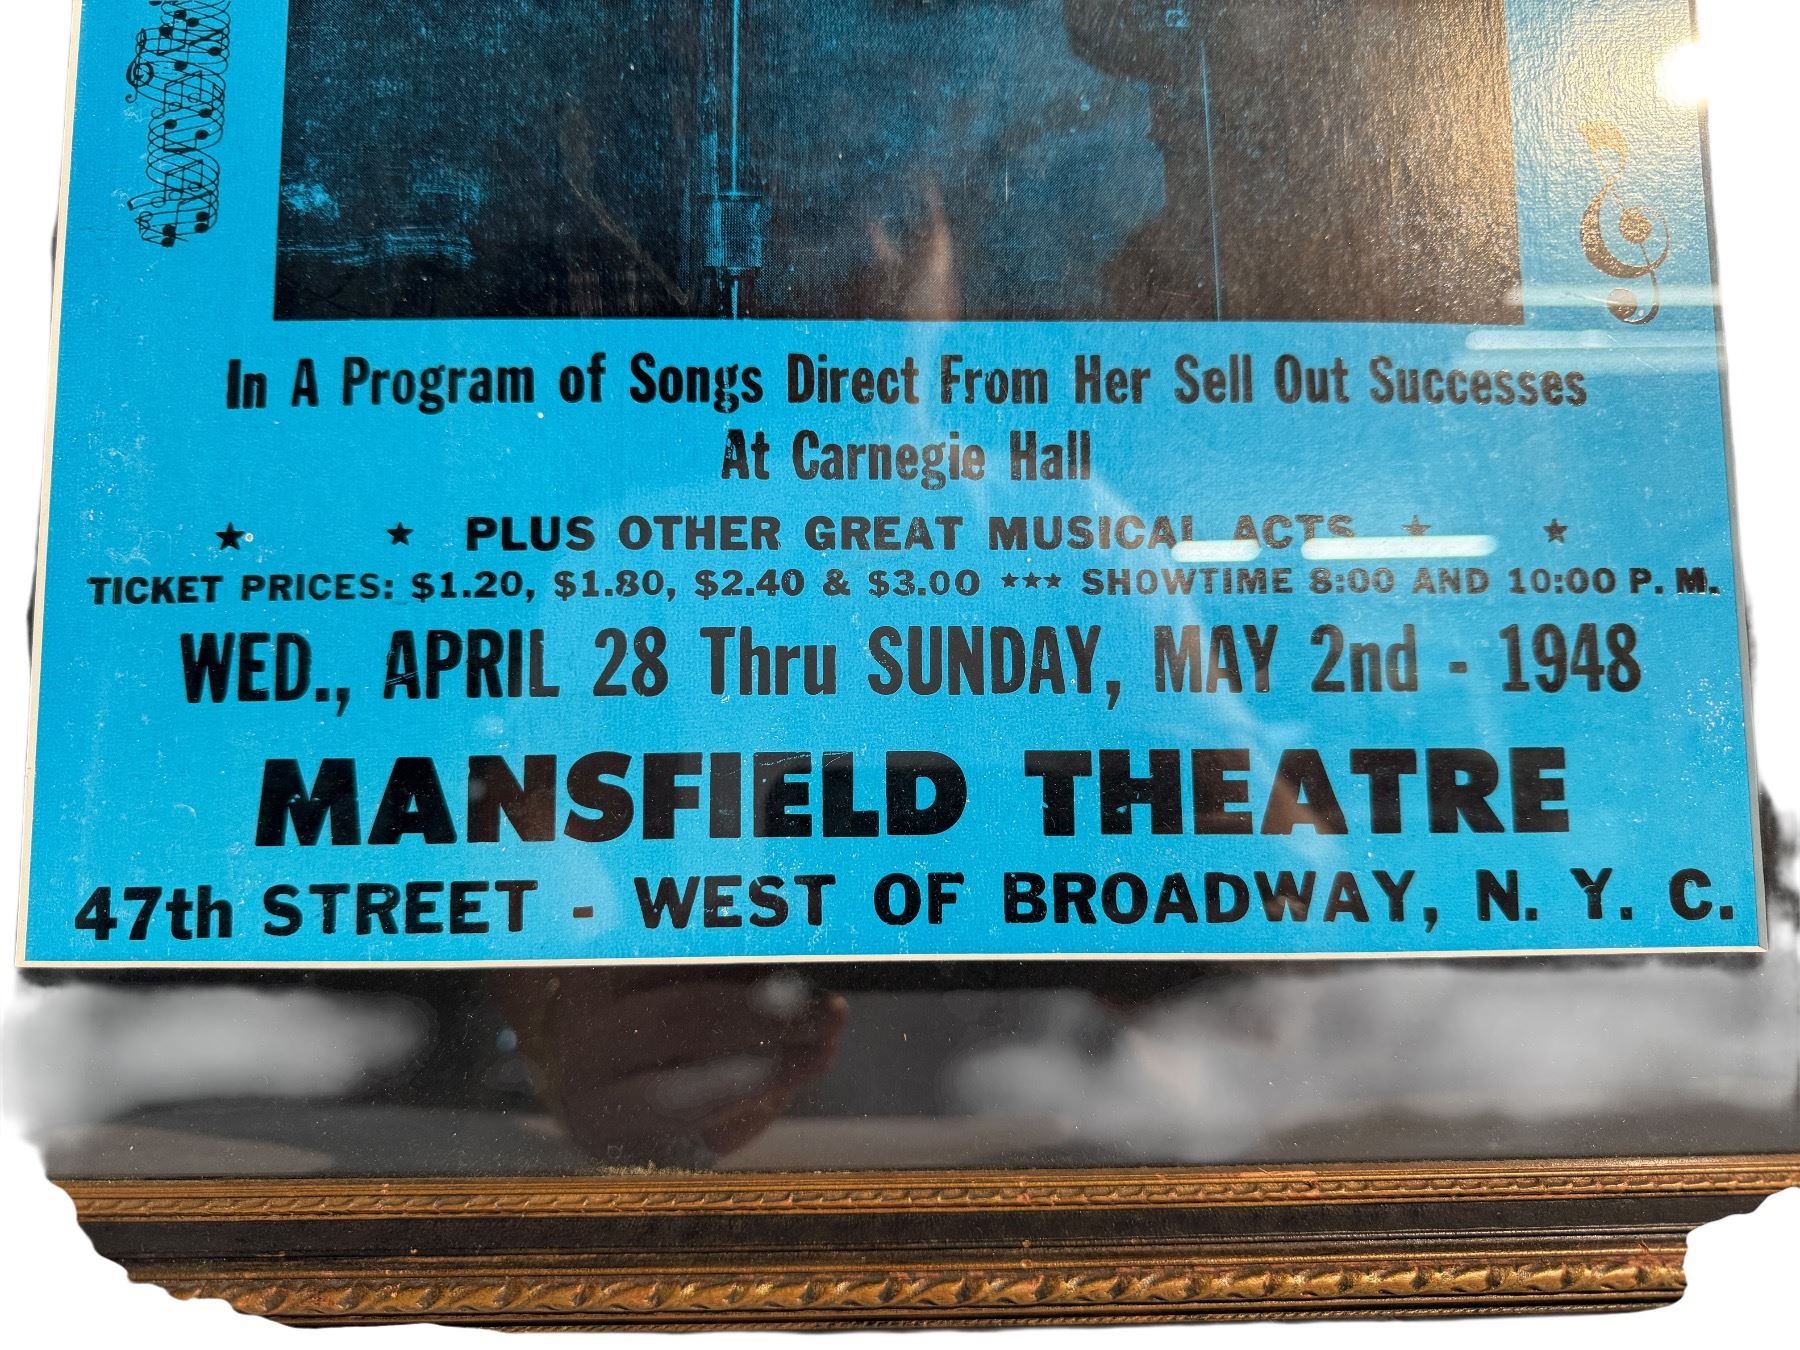 In A Program of Songs Direct From Her Sell Out Successes
At Carnegie Hall
★ ★ PLUS OTHER GREAT MUSICAL ACTS ★ ★
TICKET PRICES: $1.20, $1.80, $2.40 & $3.00 ★★★ SHOWTIME 8:00 AND 10:00 P. M.
WED., APRIL 28 Thru SUNDAY, MAY 2nd - 1948
MANSFIELD THEATRE
47th STREET - WEST OF BROADWAY, N. Y. C.